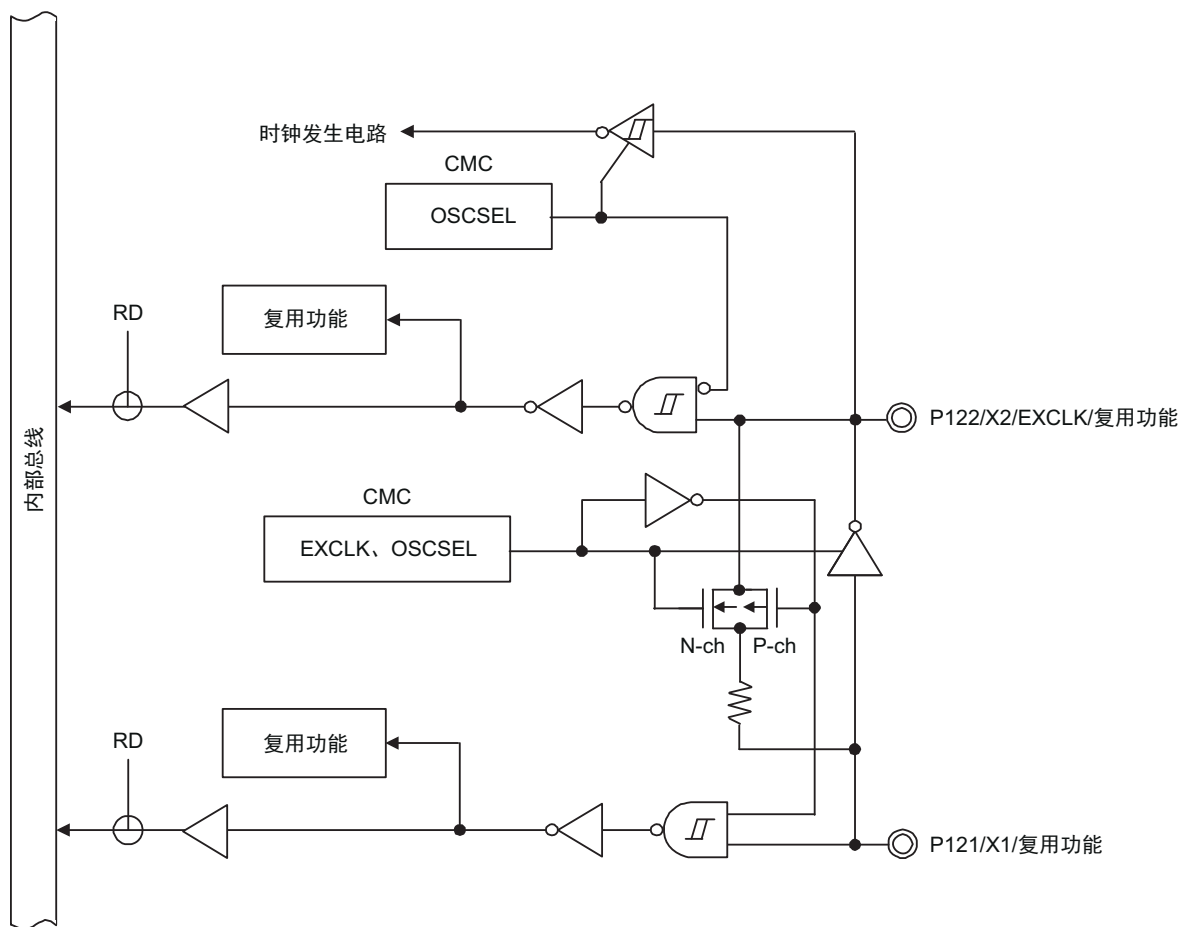 时钟发生电路
CMC
OSCSEL
RD
复用功能
P122/X2/EXCLK/复用功能
内部总线
CMC
EXCLK、OSCSEL
N-ch
P-ch
RD
复用功能
P121/X1/复用功能